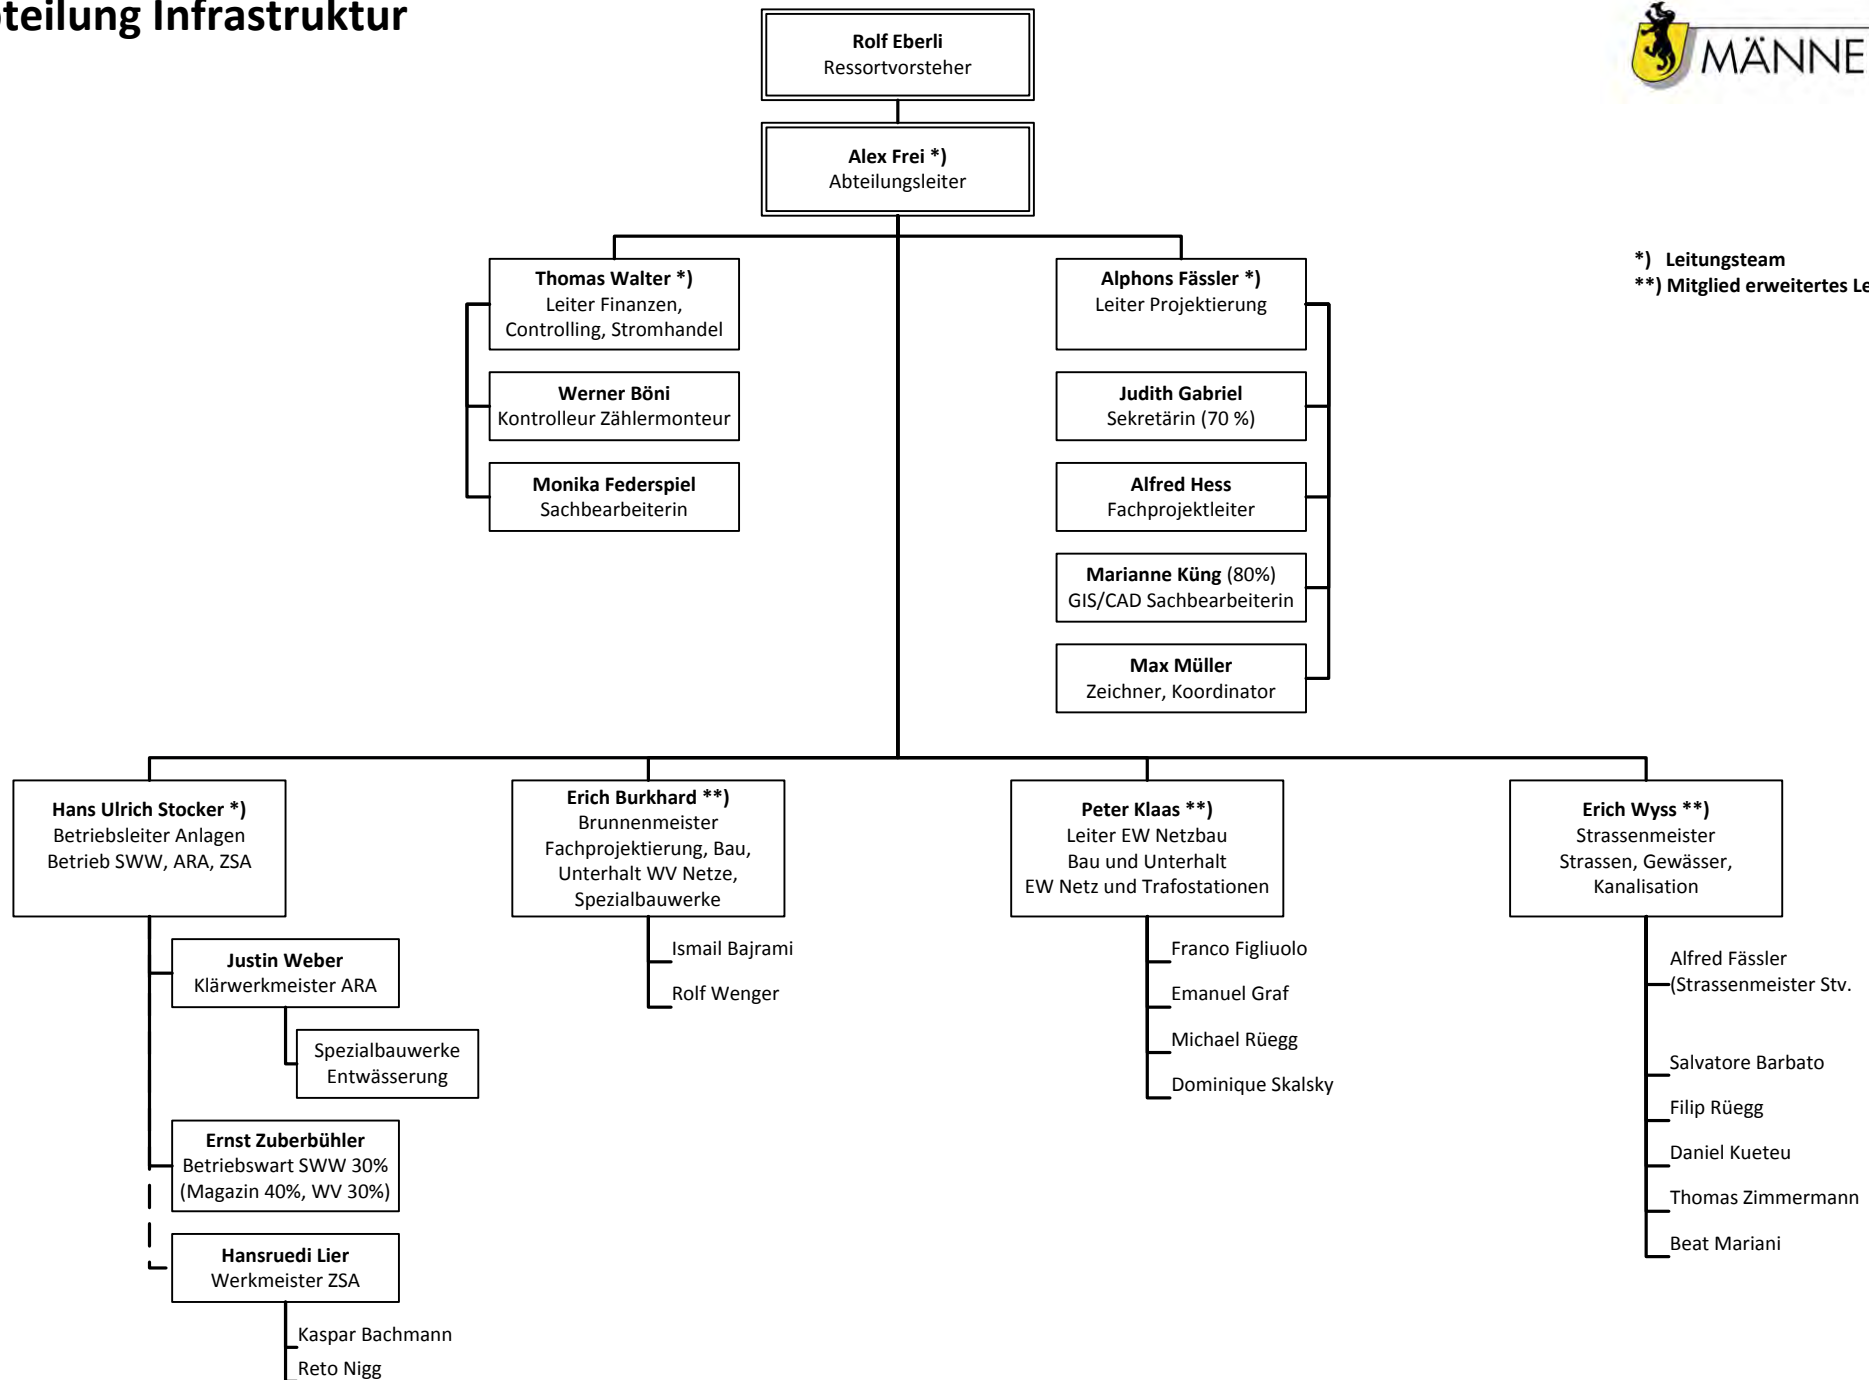 teilung Infrastruktur
MÄNNE
Rolf Eberli
Ressortvorsteher
Alex Frei *)
Abteilungsleiter
*) Leitungsteam
**) Mitglied erweitertes Le
Thomas Walter *)
Leiter Finanzen,
Controlling, Stromhandel
Werner Böni
Kontrolleur Zählermonteur
Monika Federspiel
Sachbearbeiterin
Alphons Fässler *)
Leiter Projektierung
Judith Gabriel
Sekretärin (70 %)
Alfred Hess
Fachprojektleiter
Marianne Küng (80%)
GIS/CAD Sachbearbeiterin
Max Müller
Zeichner, Koordinator
Hans Ulrich Stocker *)
Betriebsleiter Anlagen
Betrieb SWW, ARA, ZSA
Justin Weber
Klärwerkmeister ARA
Spezialbauwerke
Entwässerung
Ernst Zuberbühler
Betriebswart SWW 30%
(Magazin 40%, WV 30%)
Hansruedi Lier
Werkmeister ZSA
Kaspar Bachmann
Reto Nigg
Erich Burkhard **)
Brunnenmeister
Fachprojektierung, Bau,
Unterhalt WV Netze,
Spezialbauwerke
Ismail Bajrami
Rolf Wenger
Peter Klaas **)
Leiter EW Netzbau
Bau und Unterhalt
EW Netz und Trafostationen
Franco Figliuolo
Emanuel Graf
Michael Rüegg
Dominique Skalsky
Erich Wyss **)
Strassenmeister
Strassen, Gewässer,
Kanalisation
Alfred Fässler
(Strassenmeister Stv.
Salvatore Barbato
Filip Rüegg
Daniel Kueteu
Thomas Zimmermann
Beat Mariani